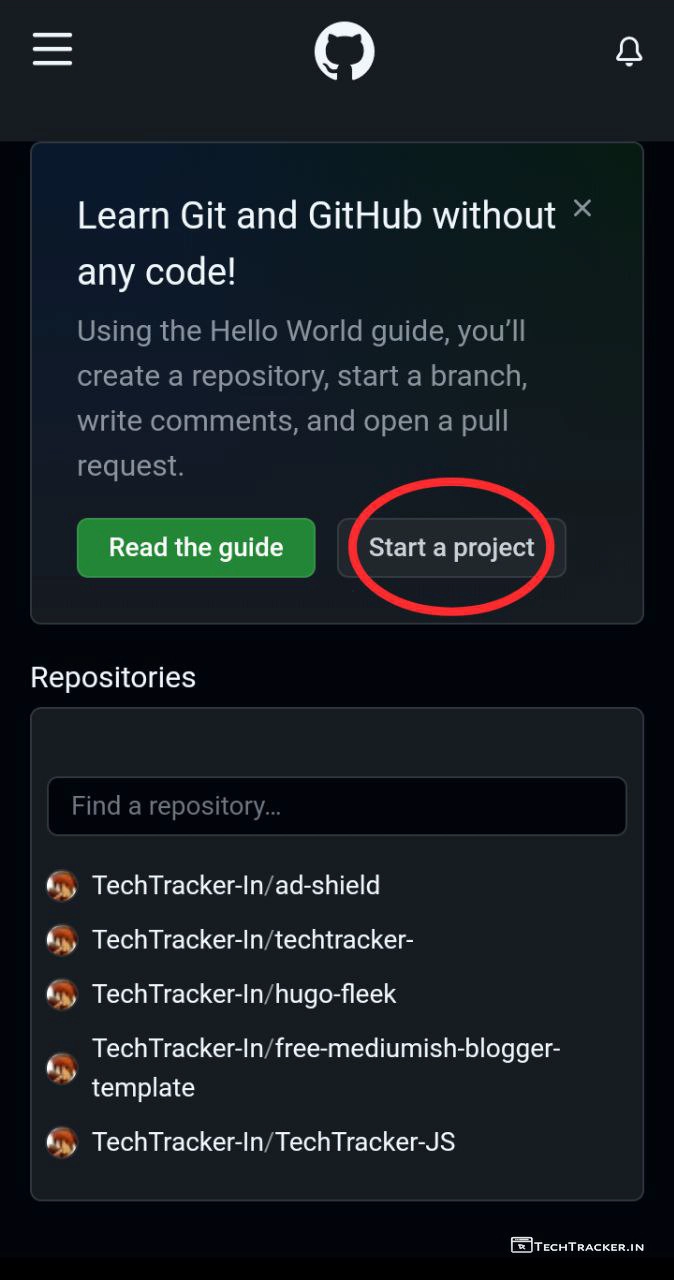 Learn Git and GitHub without
any code!
Using the Hello World guide, you’ll
create a repository, start a branch,
write comments, and open a pull
request.
Read the guide
Start a project
Repositories
Find a repository…
TechTracker-In/ad-shield
TechTracker-In/techtracker-
TechTracker-In/hugo-fleek
TechTracker-In/free-mediumish-blogger-
template
TechTracker-In/TechTracker-JS
TECHTRACKER.IN